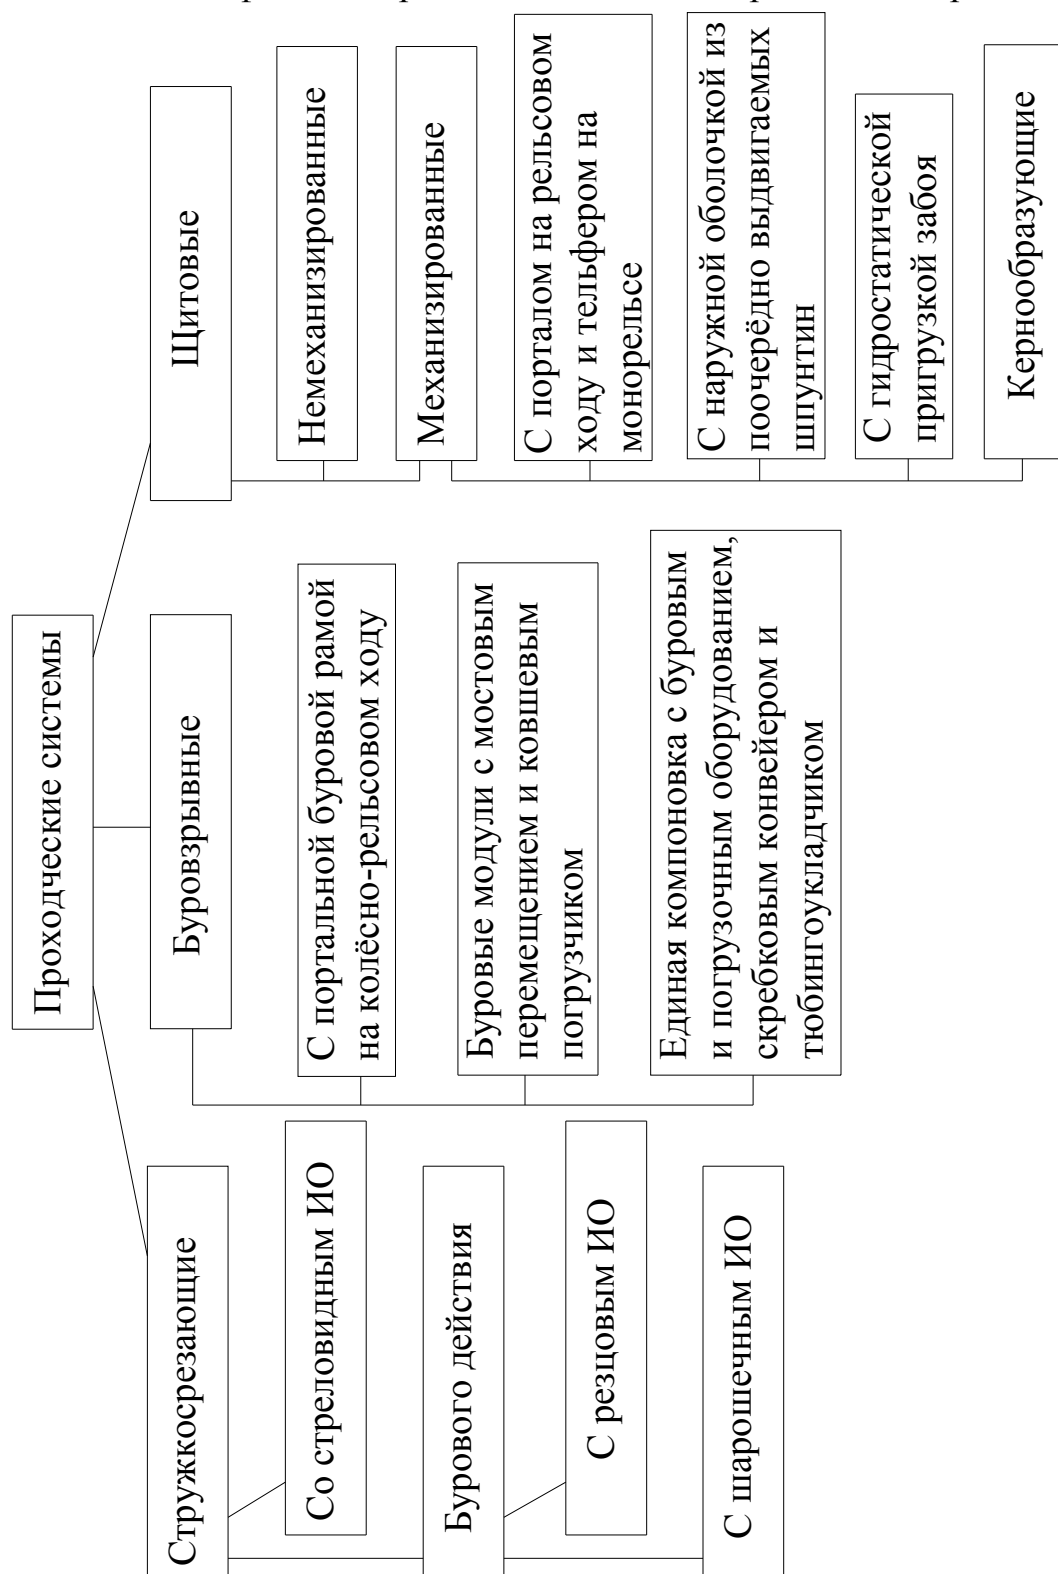 Проходческие системы
Стружкосрезающие
Со стреловидным ИО
Бурового действия
С резцовым ИО
С шарошечным ИО
Буровзрывные
С портальной буровой рамой
на колёсно-рельсовом ходу
Буровые модули с мостовым
перемещением и ковшевым
погрузчиком
Единая компоновка с буровым
и погрузочным оборудованием,
скребковым конвейером и
тюбингоукладчиком
Щитовые
Немеханизированные
Механизированные
С порталом на рельсовом
ходу и тельфером на
монорельсе
С наружной оболочкой из
поочерёдно выдвигаемых
шпунтин
С гидростатической
пригрузкой забоя
Кернообразующие